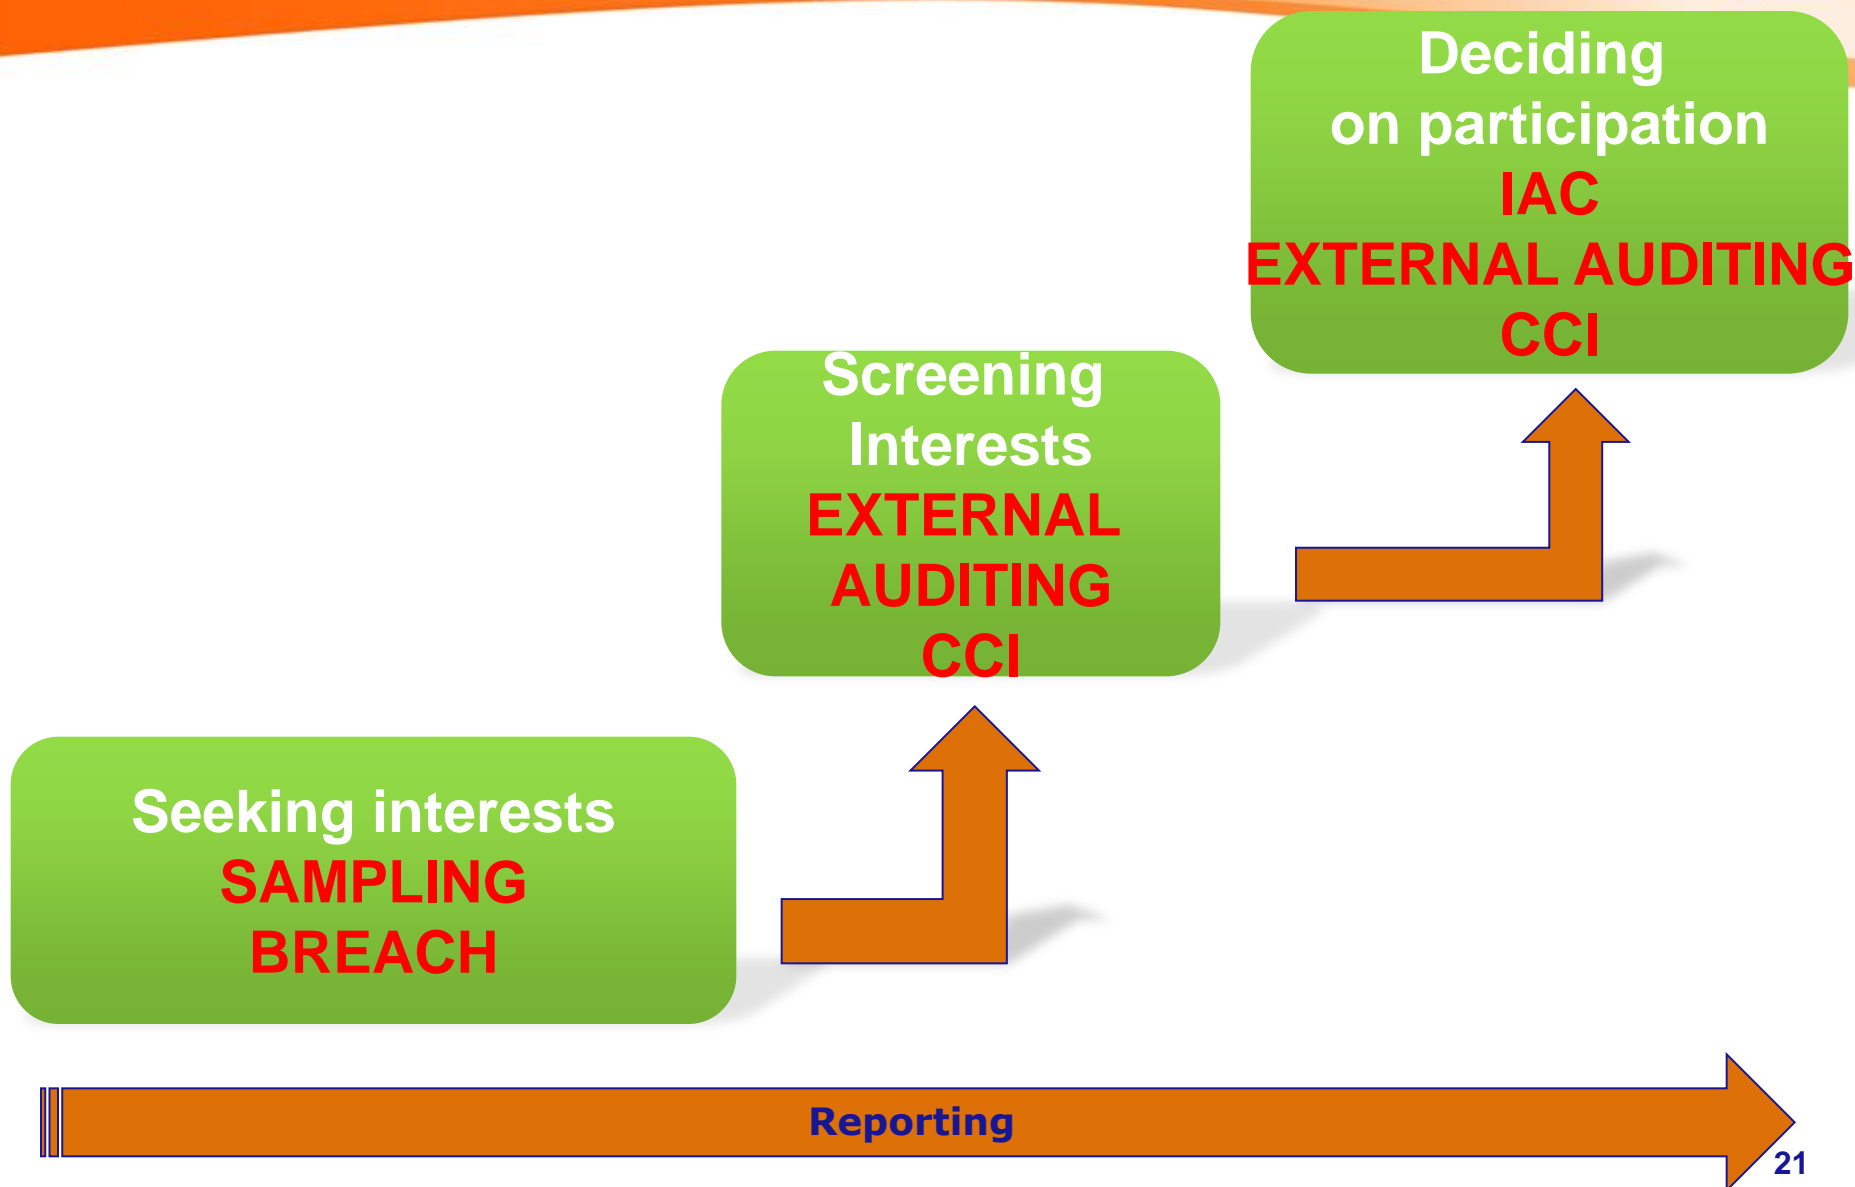 Deciding
on participation
IAC
EXTERNAL AUDITING
CCI
Screening
Interests
EXTERNAL
AUDITING
CCI
Seeking interests
SAMPLING
BREACH
Reporting
21